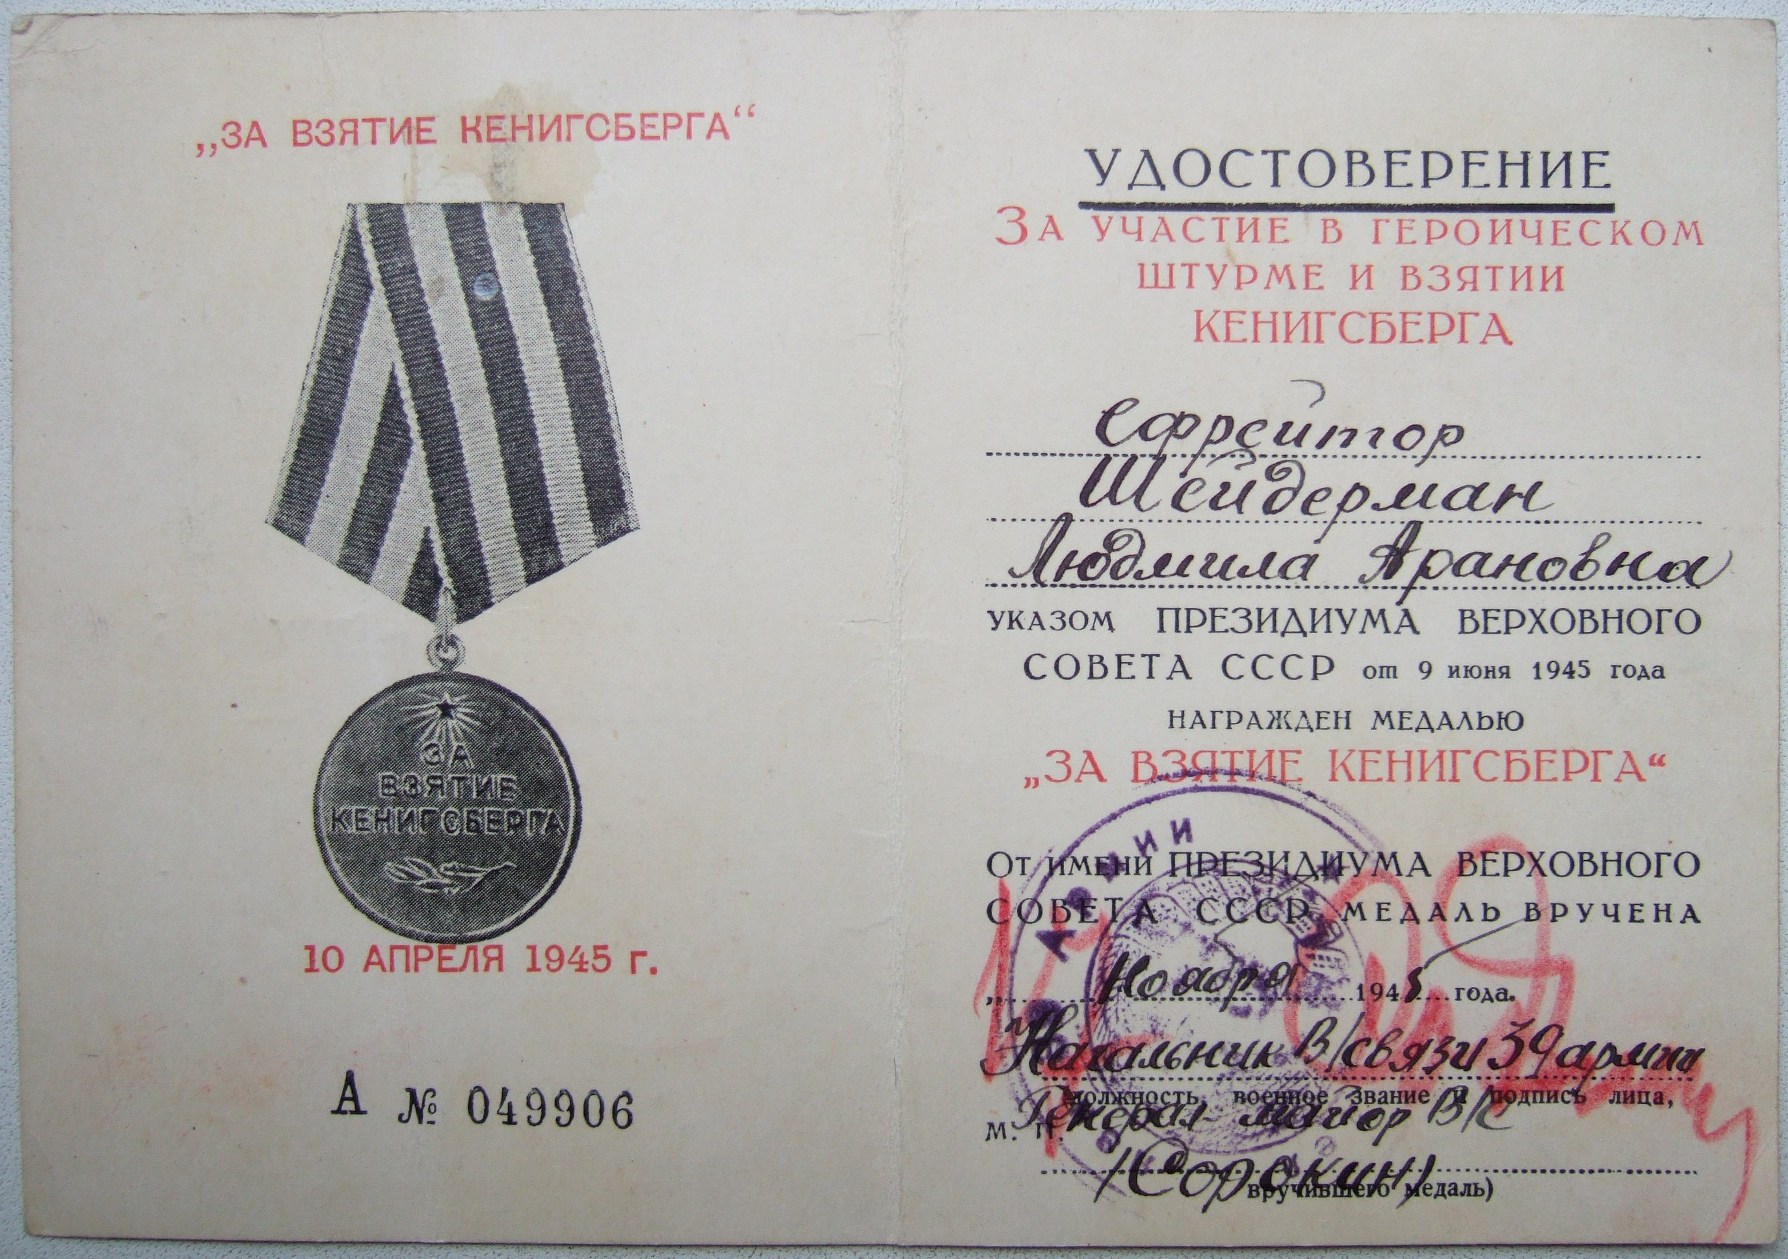 „ЗА ВЗЯТИЕ КЕНИГСБЕРГА“
ЗА
ВЗЯТИЕ
КЕНИГСБЕРГА
10 АПРЕЛЯ 1945 г.
А № 049906
УДОСТОВЕРЕНИЕ
ЗА УЧАСТИЕ В ГЕРОИЧЕСКОМ
ШТУРМЕ И ВЗЯТИИ
КЕНИГСБЕРГА
Ефрейтор
Шейдерман
Людмила Арановна
УКАЗОМ ПРЕЗИДИУМА ВЕРХОВНОГО
СОВЕТА СССР от 9 июня 1945 года
НАГРАЖДЕН МЕДАЛЬЮ
„ЗА ВЗЯТИЕ КЕНИГСБЕРГА“
От имени ПРЕЗИДИУМА ВЕРХОВНОГО
СОВЕТА СССР МЕДАЛЬ ВРУЧЕНА
Ноября 1945 года.
Начальник В/связи 39 армии
(должность, военное звание и подпись лица,
М. П. Генерал-майор В/С
(Сорокин)
вручившего медаль)
АРМИИ